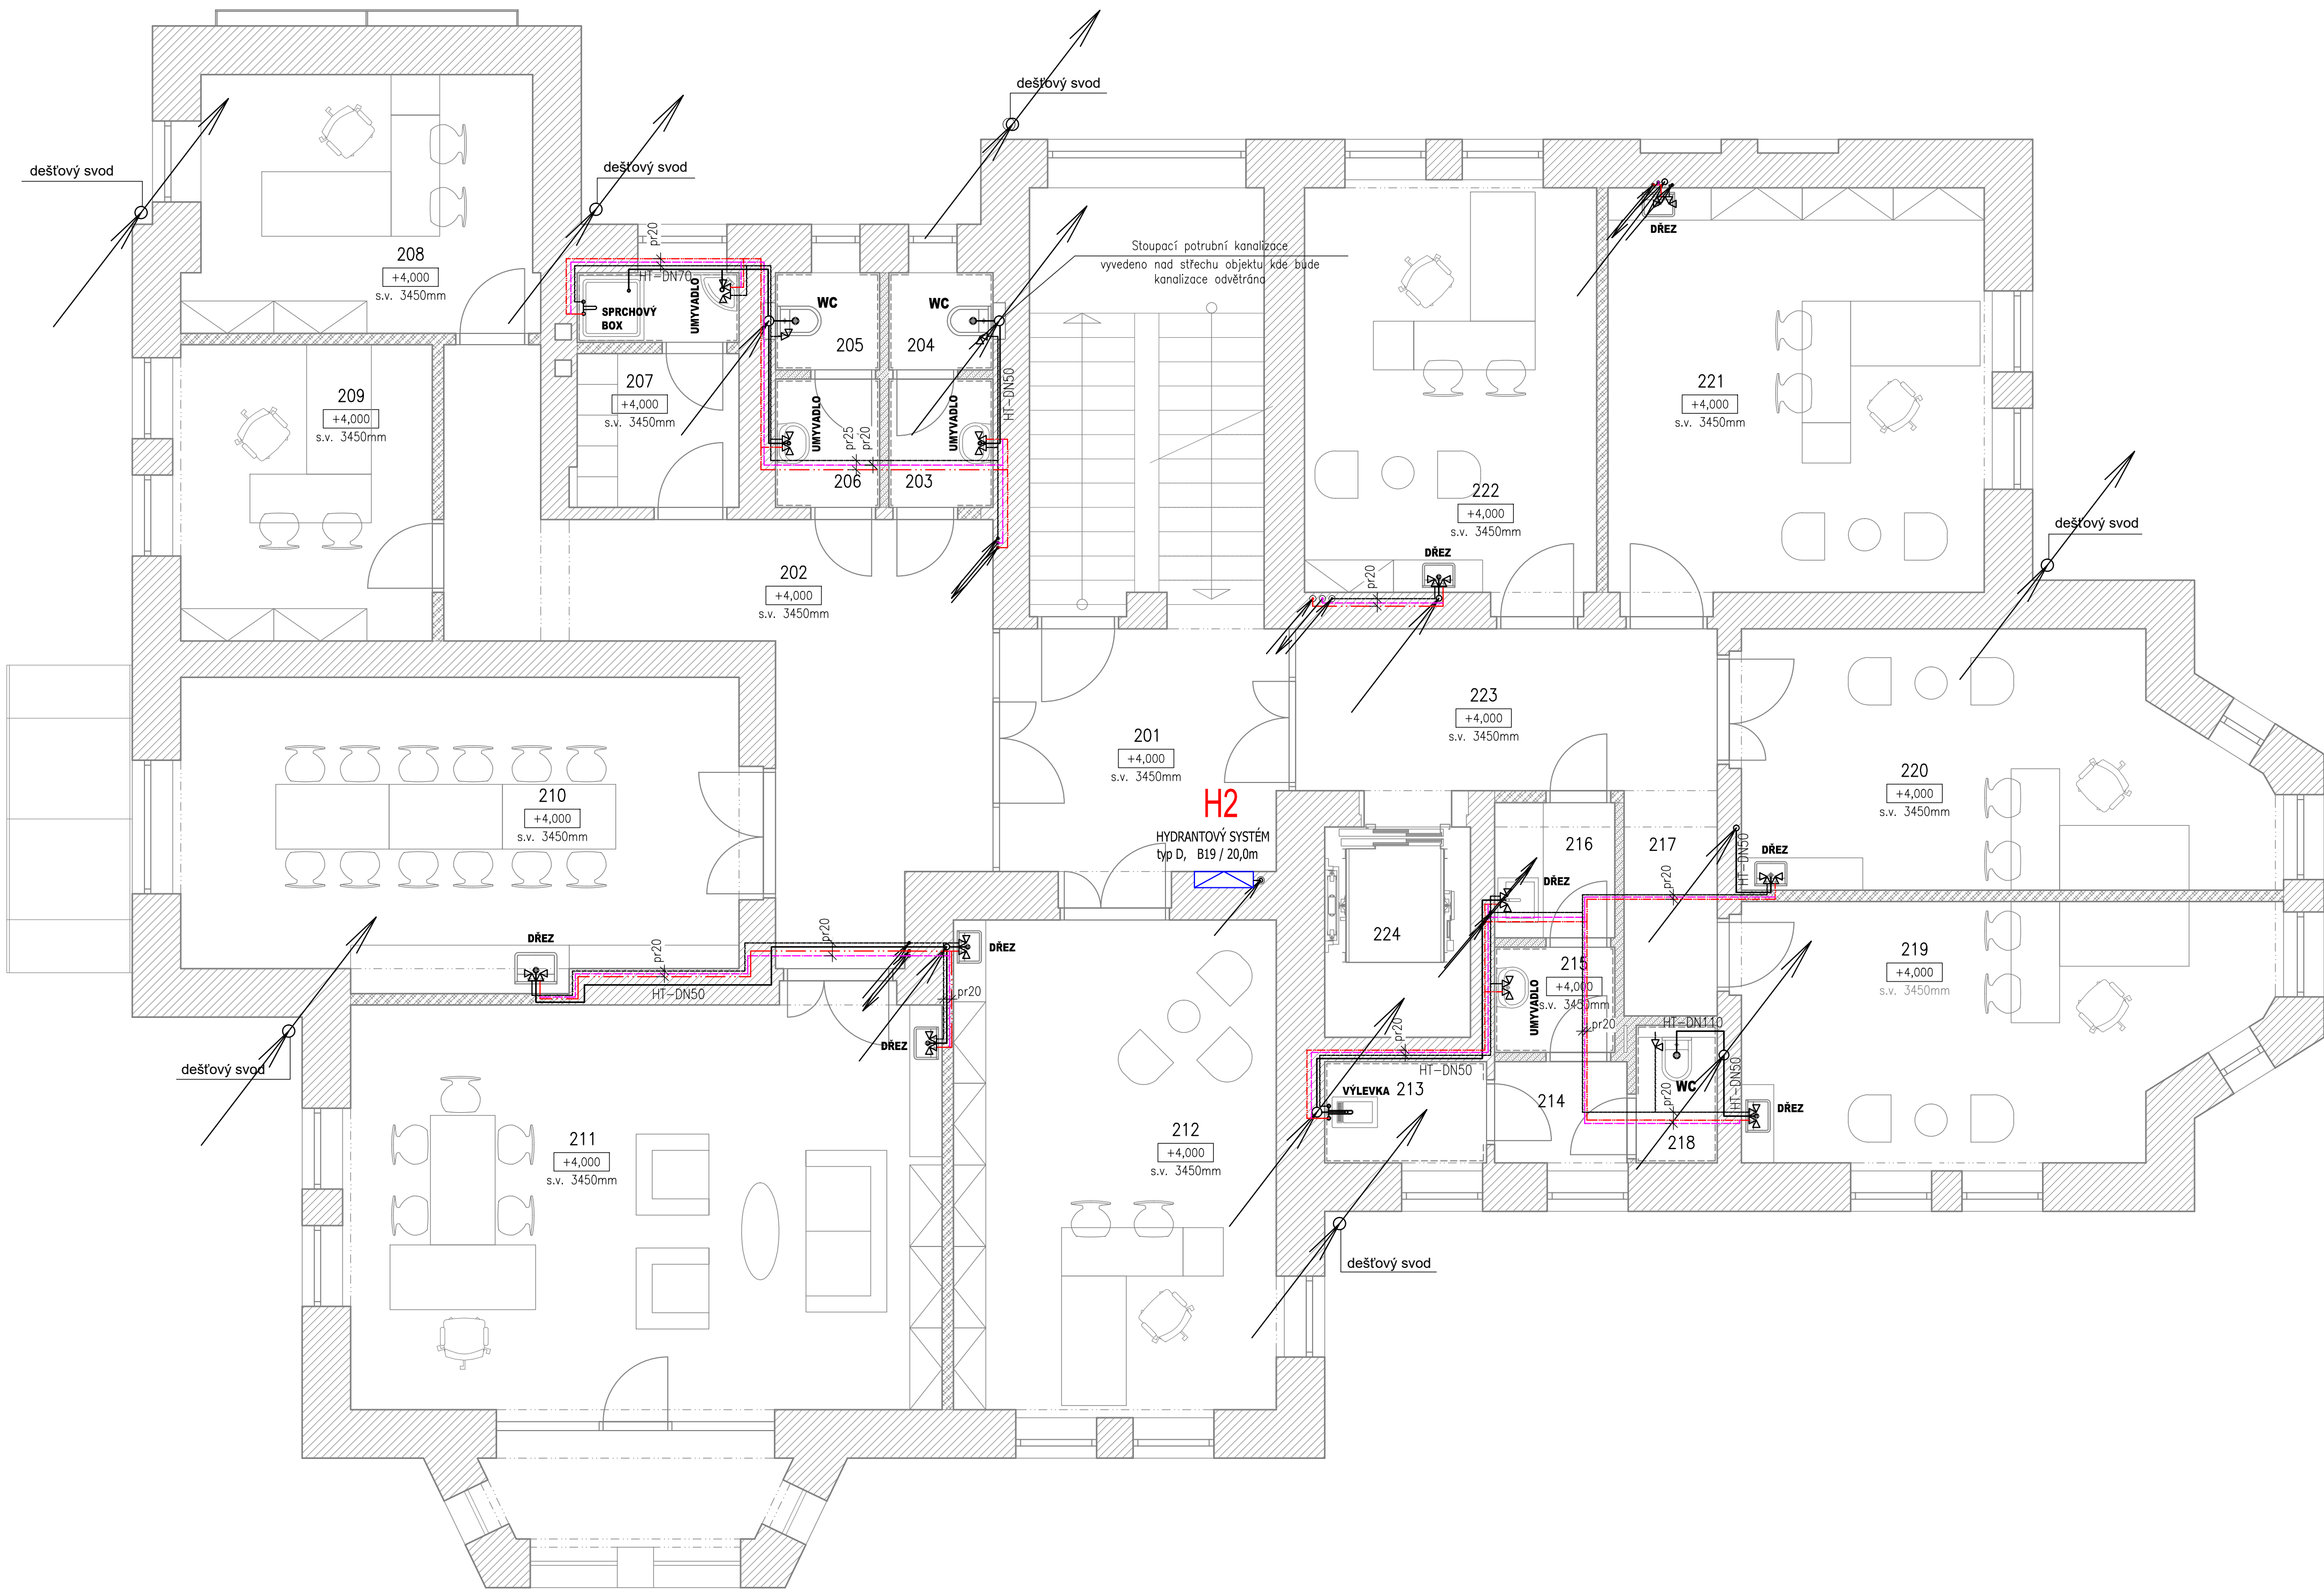 dešťový svod
dešťový svod
dešťový svod
208
+4,000
s.v. 3450mm
pr20
HT-DN70
SPRCHOVÝ
BOX
UMYVADLO
WC
WC
205
204
Stoupací potrubní kanalizace
vyvedeno nad střechu objektu kde bude
kanalizace odvětrána
DŘEZ
209
+4,000
s.v. 3450mm
207
+4,000
s.v. 3450mm
UMYVADLO
pr25
pr20
UMYVADLO
HT-DN50
206
203
221
+4,000
s.v. 3450mm
222
+4,000
s.v. 3450mm
DŘEZ
pr20
dešťový svod
202
+4,000
s.v. 3450mm
201
+4,000
s.v. 3450mm
223
+4,000
s.v. 3450mm
H2
HYDRANTOVÝ SYSTÉM
typ D, B19 / 20,0m
210
+4,000
s.v. 3450mm
220
+4,000
s.v. 3450mm
216
217
HT-DN50
DŘEZ
DŘEZ
pr20
224
DŘEZ
pr20
pr20
DŘEZ
HT-DN50
pr20
DŘEZ
219
+4,000
s.v. 3450mm
215
+4,000
s.v. 3450mm
UMYVADLO
pr20
pr20
HT-DN110
HT-DN50
dešťový svod
VÝLEVKA
213
214
WC
pr20
HT-DN50
DŘEZ
218
211
+4,000
s.v. 3450mm
212
+4,000
s.v. 3450mm
dešťový svod